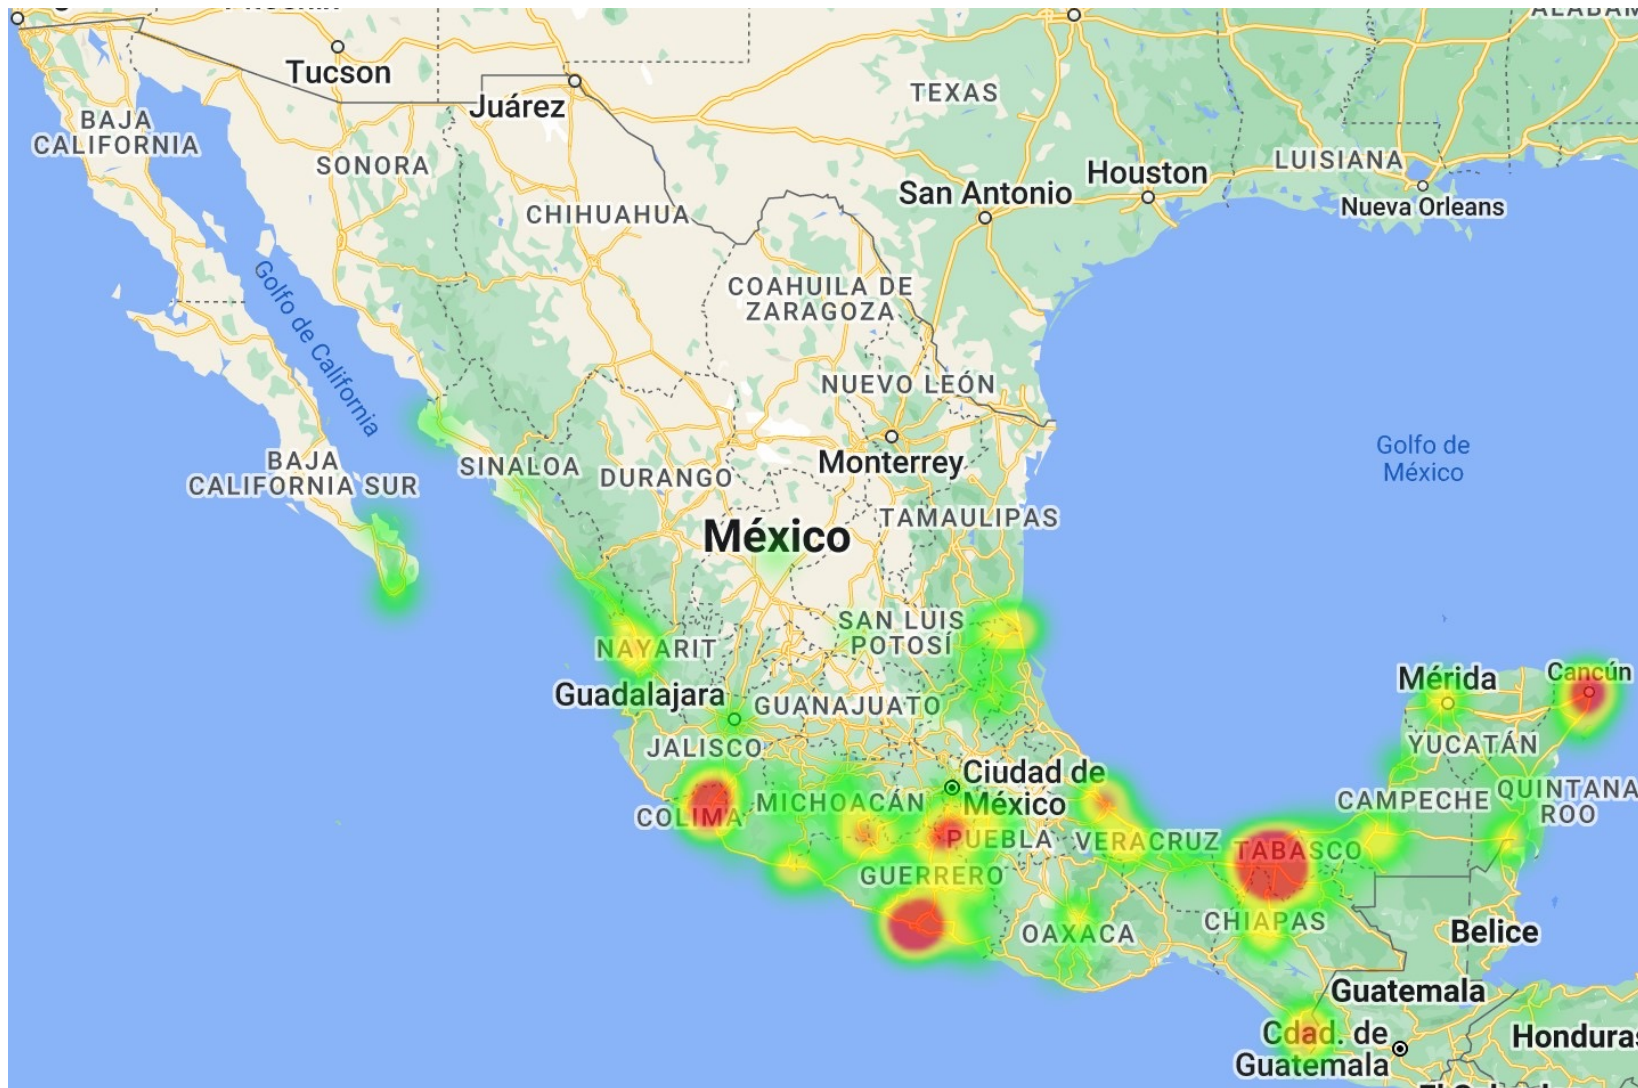 Tucson
Juárez
TEXAS
BAJA
CALIFORNIA
SONORA
LUISIANA
Houston
San Antonio
Nueva Orleans
CHIHUAHUA
Golfo de California
COAHUILA DE
ZARAGOZA
NUEVO LEÓN
Golfo de
México
BAJA
CALIFORNIA SUR
SINALOA
DURANGO
Monterrey
TAMAULIPAS
México
SAN LUIS
POTOSÍ
NAYARIT
Guadalajara
GUANAJUATO
Mérida
Cancún
JALISCO
YUCATÁN
Ciudad de
México
COLIMA
MICHOACÁN
PUEBLA
VERACRUZ
TABASCO
CAMPECHE
QUINTANA
ROO
GUERRERO
OAXACA
CHIAPAS
Belice
Guatemala
Cdad. de
Guatemala
Honduras